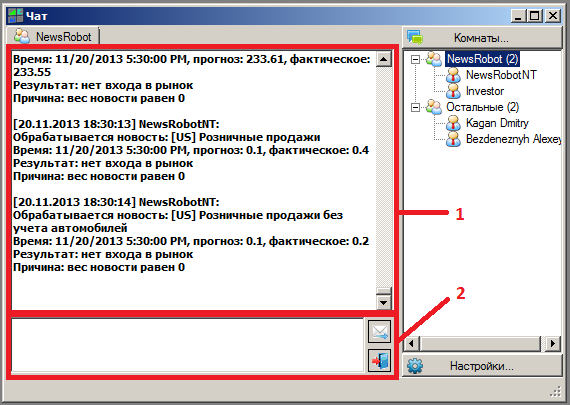 Чат
NewsRobot
Комнаты...
Время: 11/20/2013 5:30:00 PM, прогноз: 233.61, фактическое:
233.55
Результат: нет входа в рынок
Причина: вес новости равен 0
[20.11.2013 18:30:13] NewsRobotNT:
Обрабатывается новость: [US] Розничные продажи
Время: 11/20/2013 5:30:00 PM, прогноз: 0.1, фактическое: 0.4
Результат: нет входа в рынок
Причина: вес новости равен 0
[20.11.2013 18:30:14] NewsRobotNT:
Обрабатывается новость: [US] Розничные продажи без
учета автомобилей
Время: 11/20/2013 5:30:00 PM, прогноз: 0.1, фактическое: 0.2
Результат: нет входа в рынок
Причина: вес новости равен 0
NewsRobot (2)
NewsRobotNT
Investor
Остальные (2)
Kagan Dmitry
Bezdeneznyh Alexey
1
2
Настройки...